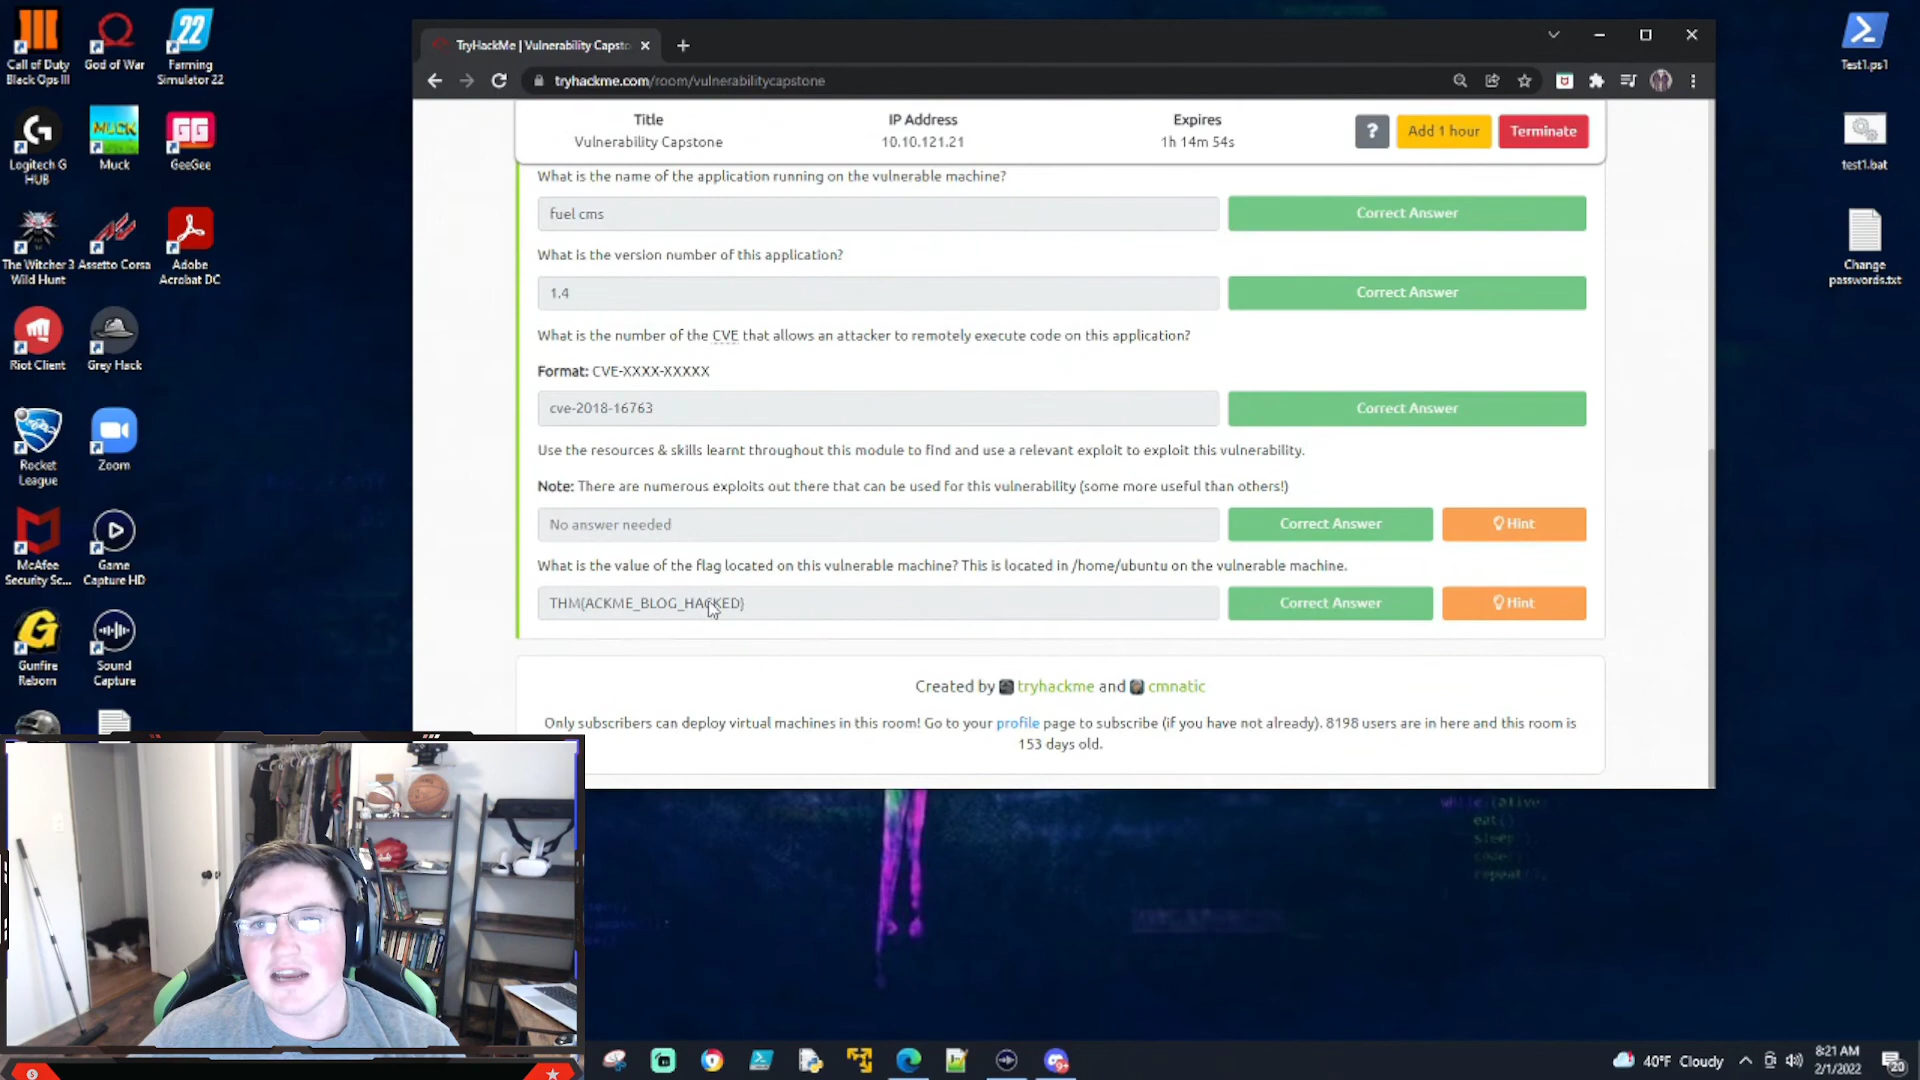 Call of Duty
Black Ops III
God of War
Farming
Simulator 22
Logitech G
HUB
MUCK
Muck
GG
GeeGee
The Witcher 3
Wild Hunt
Assetto Corsa
Adobe
Acrobat DC
Riot Client
Grey Hack
Rocket
League
Zoom
McAfee
Security Sc...
Game
Capture HD
Gunfire
Reborn
Sound
Capture
TryHackMe | Vulnerability Capsto
tryhackme.com/room/vulnerabilitycapstone
Title
Vulnerability Capstone
IP Address
10.10.121.21
Expires
1h 14m 54s
?
Add 1 hour
Terminate
What is the name of the application running on the vulnerable machine?
fuel cms
Correct Answer
What is the version number of this application?
1.4
Correct Answer
What is the number of the CVE that allows an attacker to remotely execute code on this application?
Format: CVE-XXXX-XXXXX
cve-2018-16763
Correct Answer
Use the resources & skills learnt throughout this module to find and use a relevant exploit to exploit this vulnerability.
Note: There are numerous exploits out there that can be used for this vulnerability (some more useful than others!)
No answer needed
Correct Answer
Hint
What is the value of the flag located on this vulnerable machine? This is located in /home/ubuntu on the vulnerable machine.
THM{ACKME_BLOG_HACKED}
Correct Answer
Hint
Created by tryhackme and cmnatic
Only subscribers can deploy virtual machines in this room! Go to your profile page to subscribe (if you have not already). 8198 users are in here and this room is
153 days old.
Test1.ps1
test1.bat
Change
passwords.txt
while (alive
eat()
sleep
code
repeat();
40°F Cloudy
8:21 AM
2/1/2022
20